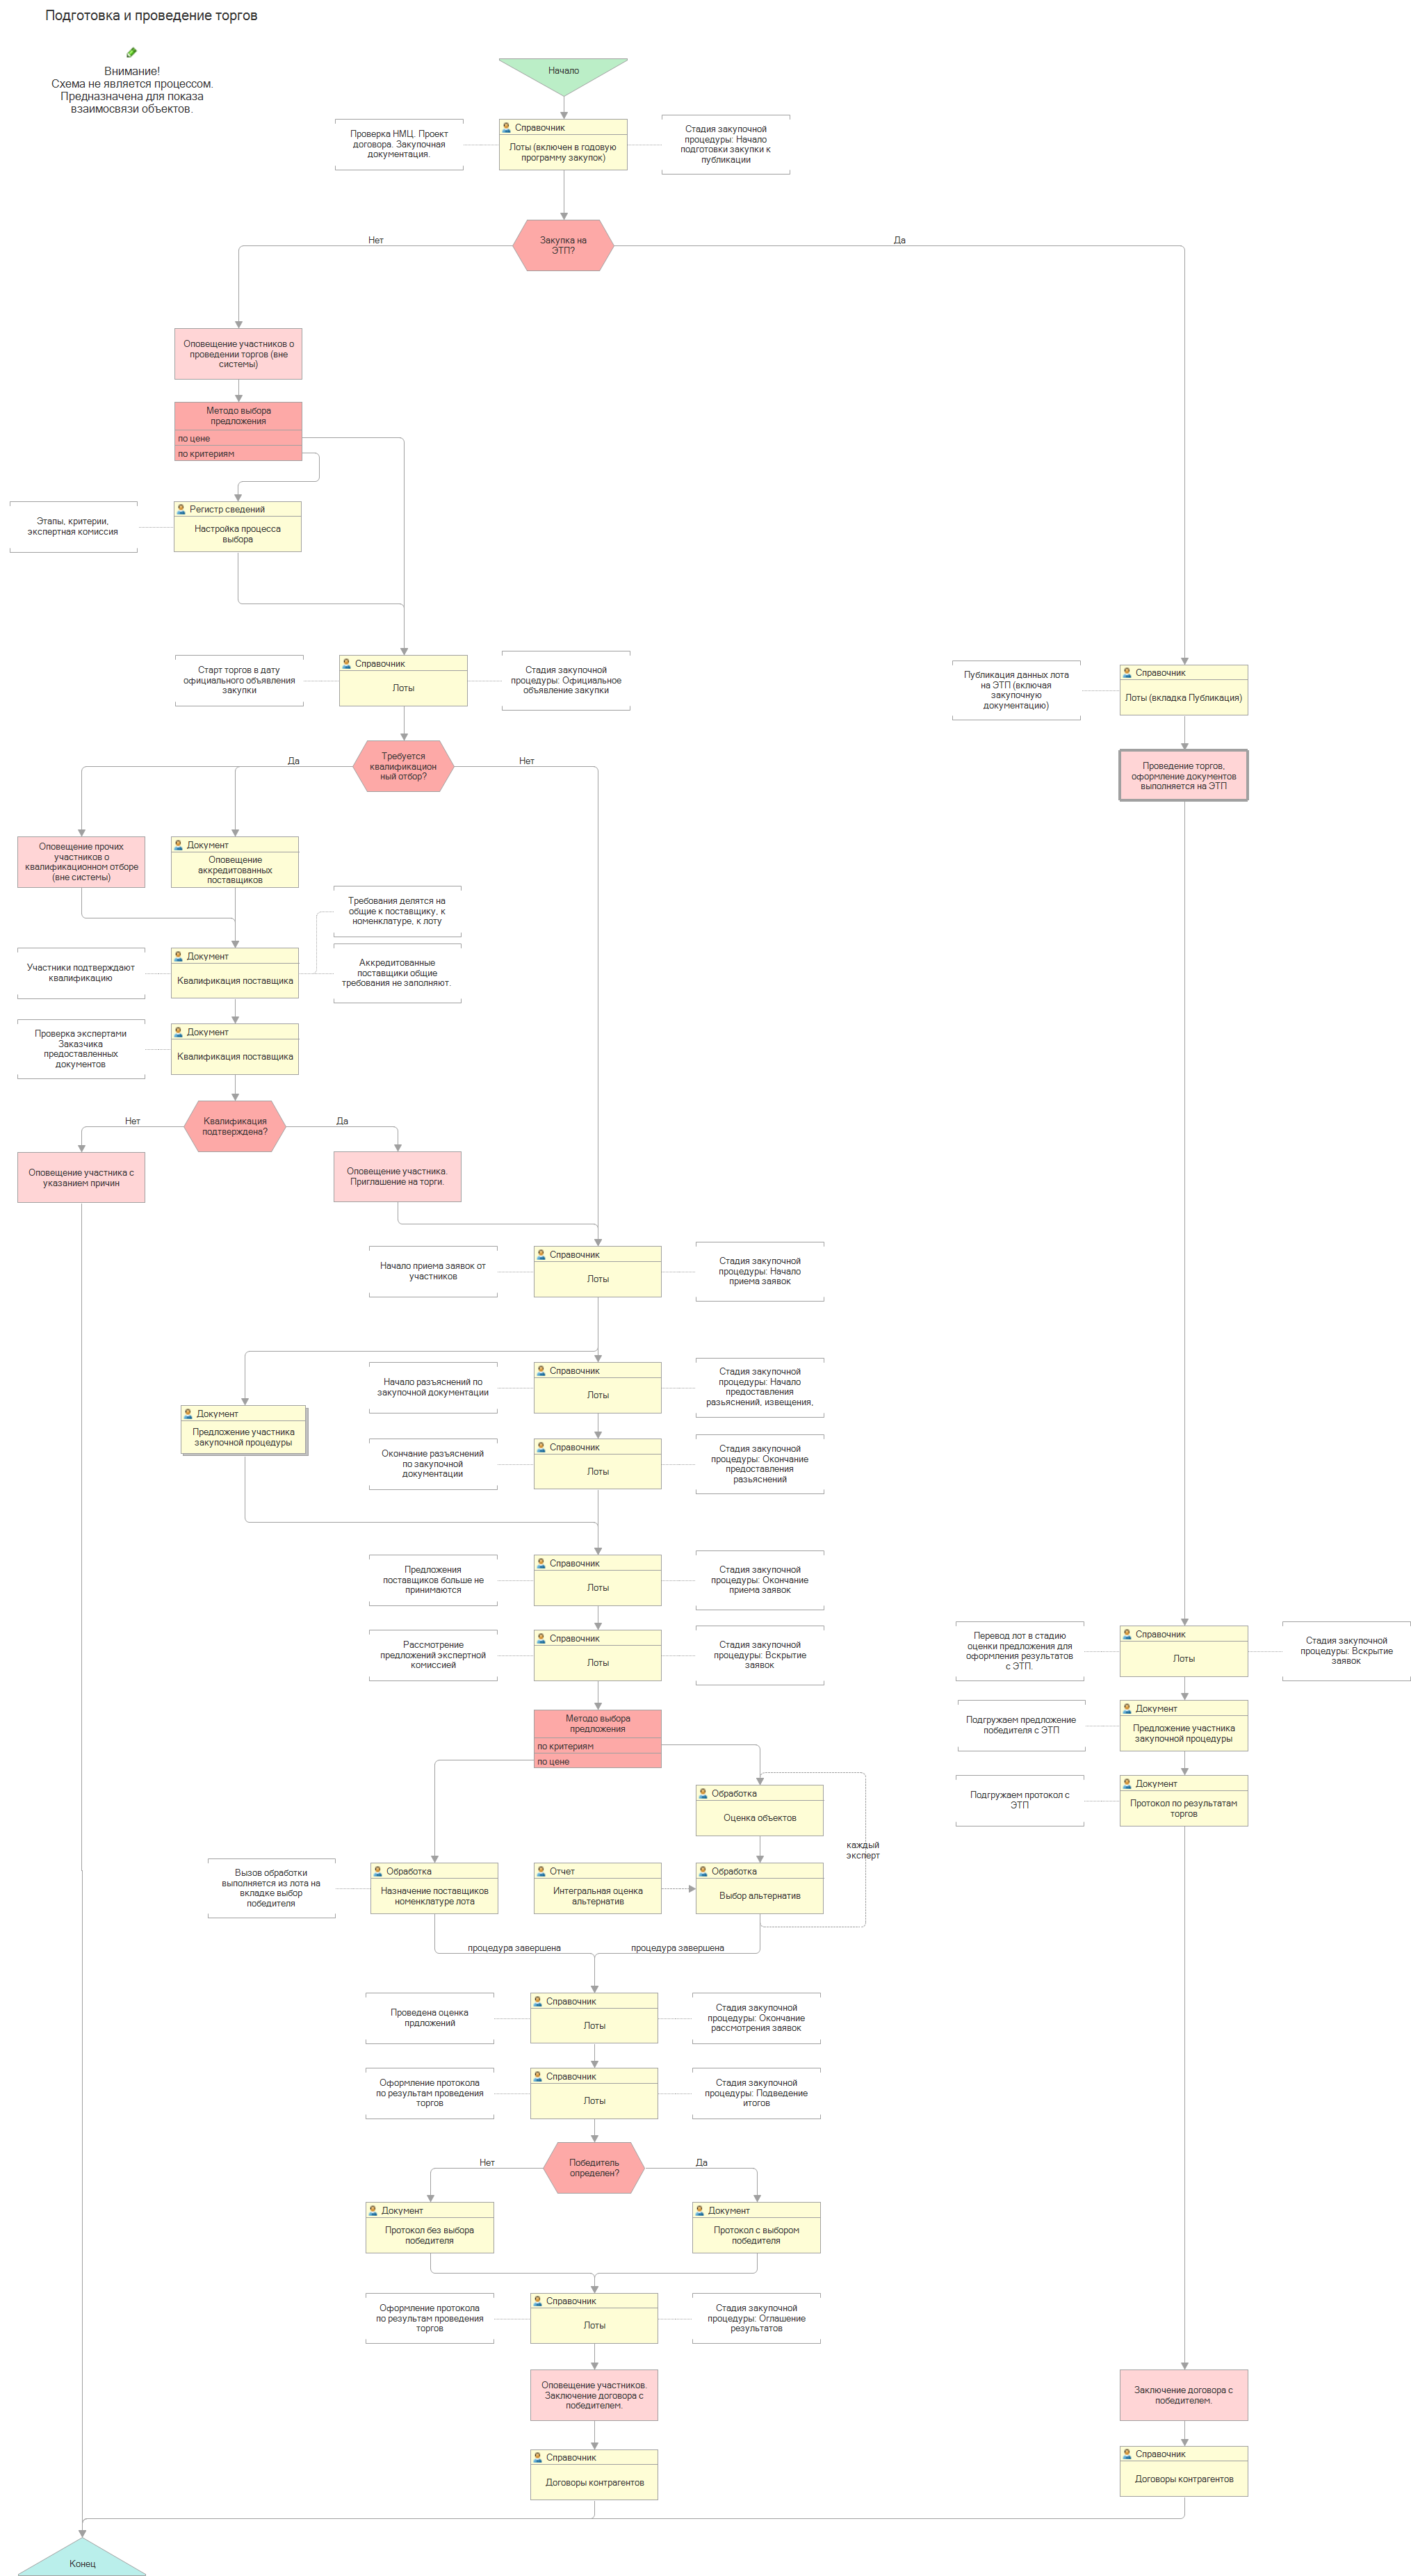 Подготовка и проведение торгов
Внимание!
Схема не является процессом.
Предназначена для показа
взаимосвязи объектов.
Начало
Проверка НМЦ. Проект
договора. Закупочная
документация.
Справочник
Лоты (включен в годовую
программу закупок)
Стадия закупочной
процедуры: Начало
подготовки закупки к
публикации
Закупка на
ЭТП?
Нет
Да
Оповещение участников о
проведении торгов (вне
системы)
Методо выбора
предложения
по цене
по критериям
Этапы, критерии,
экспертная комиссия
Регистр сведений
Настройка процесса
выбора
Старт торгов в дату
официального объявления
закупки
Справочник
Лоты
Стадия закупочной
процедуры: Официальное
объявление закупки
Публикация данных лота
на ЭТП (включая
закупочную
документацию)
Справочник
Лоты (вкладка Публикация)
Требуется
квалификацион
ный отбор?
Да
Нет
Проведение торгов,
оформление документов
выполняется на ЭТП
Оповещение прочих
участников о
квалификационном отборе
(вне системы)
Документ
Оповещение
аккредитованных
поставщиков
Требования делятся на
общие к поставщику, к
номенклатуре, к лоту
Участники подтверждают
квалификацию
Документ
Квалификация поставщика
Аккредитованные
поставщики общие
требования не заполняют.
Проверка экспертами
Заказчика
предоставленных
документов
Документ
Квалификация поставщика
Квалификация
подтверждена?
Нет
Да
Оповещение участника с
указанием причин
Оповещение участника.
Приглашение на торги.
Начало приема заявок от
участников
Справочник
Лоты
Стадия закупочной
процедуры: Начало
приема заявок
Начало разъяснений по
закупочной документации
Справочник
Лоты
Стадия закупочной
процедуры: Начало
предоставления
разьяснений, извещения,
Документ
Предложение участника
закупочной процедуры
Окончание разъяснений
по закупочной
документации
Справочник
Лоты
Стадия закупочной
процедуры: Окончание
предоставления
разьяснений
Предложения
поставщиков больше не
принимаются
Справочник
Лоты
Стадия закупочной
процедуры: Окончание
приема заявок
Рассмотрение
предложений экспертной
комиссией
Справочник
Лоты
Стадия закупочной
процедуры: Вскрытие
заявок
Перевод лот в стадию
оценки предложения для
оформления результатов
с ЭТП.
Справочник
Лоты
Стадия закупочной
процедуры: Вскрытие
заявок
Методо выбора
предложения
по критериям
по цене
Подгружаем предложение
победителя с ЭТП
Документ
Предложение участника
закупочной процедуры
Обработка
Оценка объектов
Подгружаем протокол с
ЭТП
Документ
Протокол по результатам
торгов
каждый
эксперт
Вызов обработки
выполняется из лота на
вкладке выбор
победителя
Обработка
Назначение поставщиков
номенклатуре лота
Отчет
Интегральная оценка
альтернатив
Обработка
Выбор альтернатив
процедура завершена
процедура завершена
Проведена оценка
прдложений
Справочник
Лоты
Стадия закупочной
процедуры: Окончание
рассмотрения заявок
Оформление протокола
по результам проведения
торгов
Справочник
Лоты
Стадия закупочной
процедуры: Подведение
итогов
Победитель
определен?
Нет
Да
Документ
Протокол без выбора
победителя
Документ
Протокол с выбором
победителя
Оформление протокола
по результам проведения
торгов
Справочник
Лоты
Стадия закупочной
процедуры: Оглашение
результатов
Оповещение участников.
Заключение договора с
победителем.
Заключение договора с
победителем.
Справочник
Договоры контрагентов
Справочник
Договоры контрагентов
Конец